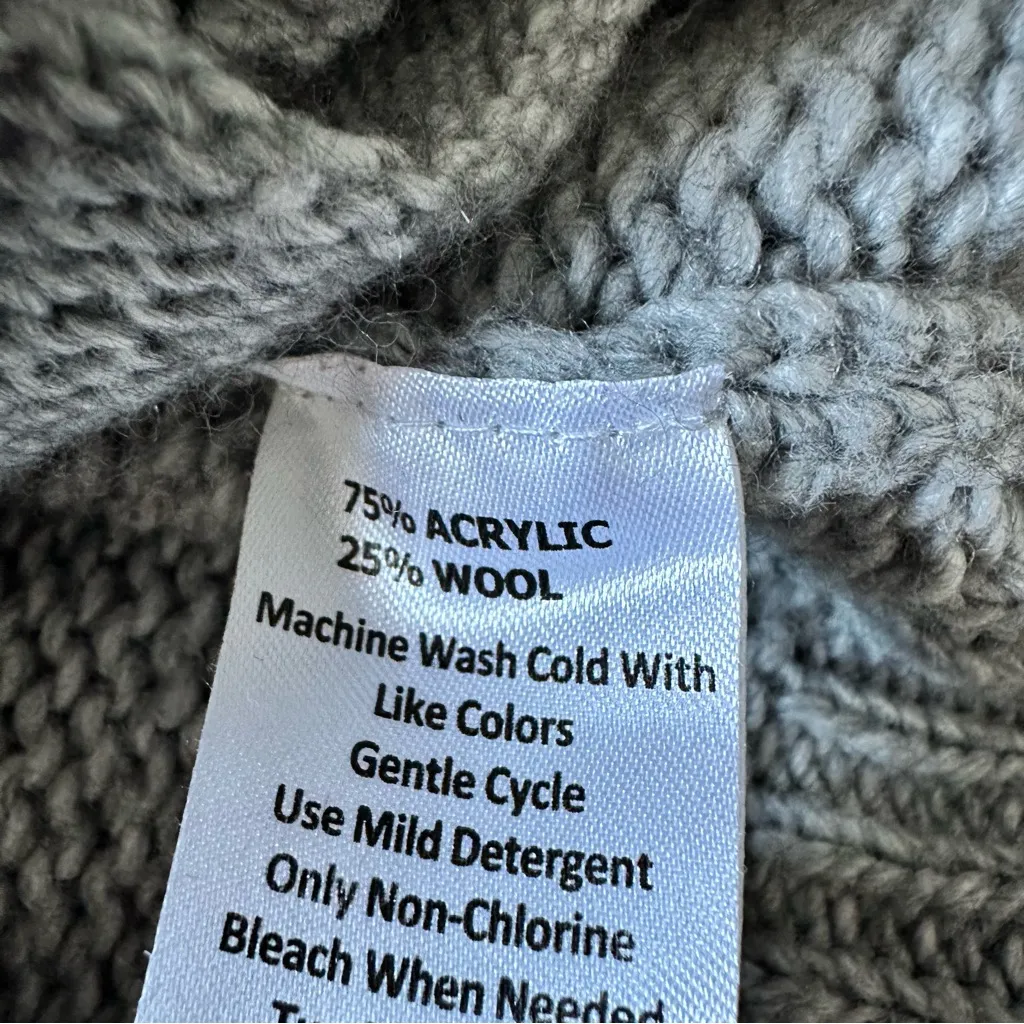 75% ACRYLIC
25% WOOL
Machine Wash Cold With
Like Colors
Gentle Cycle
Use Mild Detergent
Only Non-Chlorine
Bleach When Needed